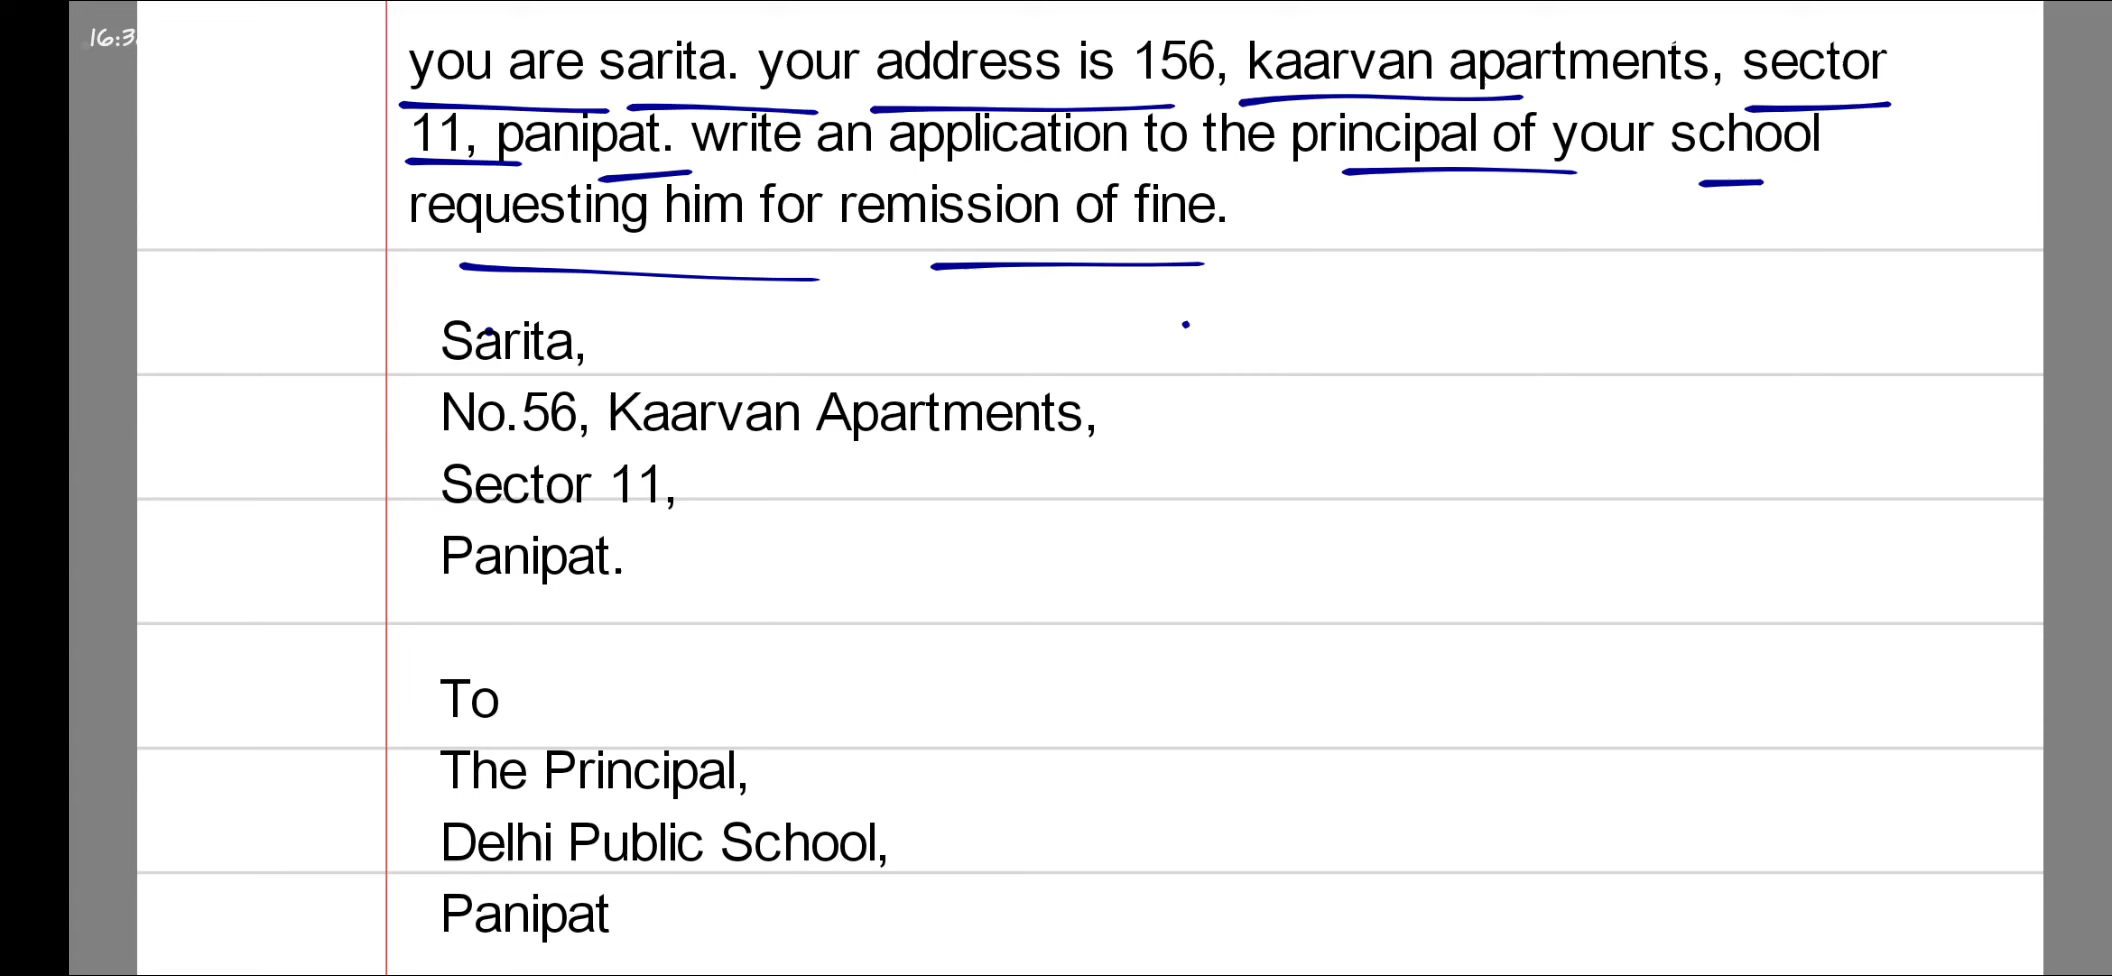 you are sarita. your address is 156, kaarvan apartments, sector
11, panipat. write an application to the principal of your school
requesting him for remission of fine.
Sarita,
No.56, Kaarvan Apartments,
Sector 11,
Panipat.
To
The Principal,
Delhi Public School,
Panipat